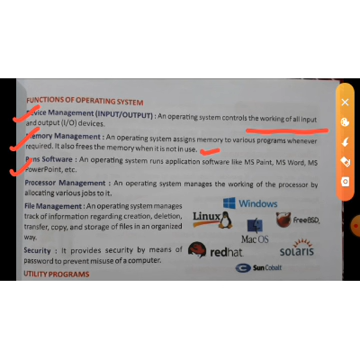 FUNCTIONS OF OPERATING SYSTEM
Device Management (INPUT/OUTPUT) : An operating system controls the working of all input
and output (I/O) devices.
Memory Management : An operating system assigns memory to various programs whenever
required. It also frees the memory when it is not in use.
Runs Software : An operating system runs application software like MS Paint, MS Word, MS
PowerPoint, etc.
Processor Management : An operating system manages the working of the processor by
allocating various jobs to it.
File Management : An operating system manages
track of information regarding creation, deletion,
transfer, copy, and storage of files in an organized
way.
Windows
Linux
FreeBSD
Mac OS
Security : It provides security by means of
password to prevent misuse of a computer.
redhat
solaris
Sun Cobalt
UTILITY PROGRAMS